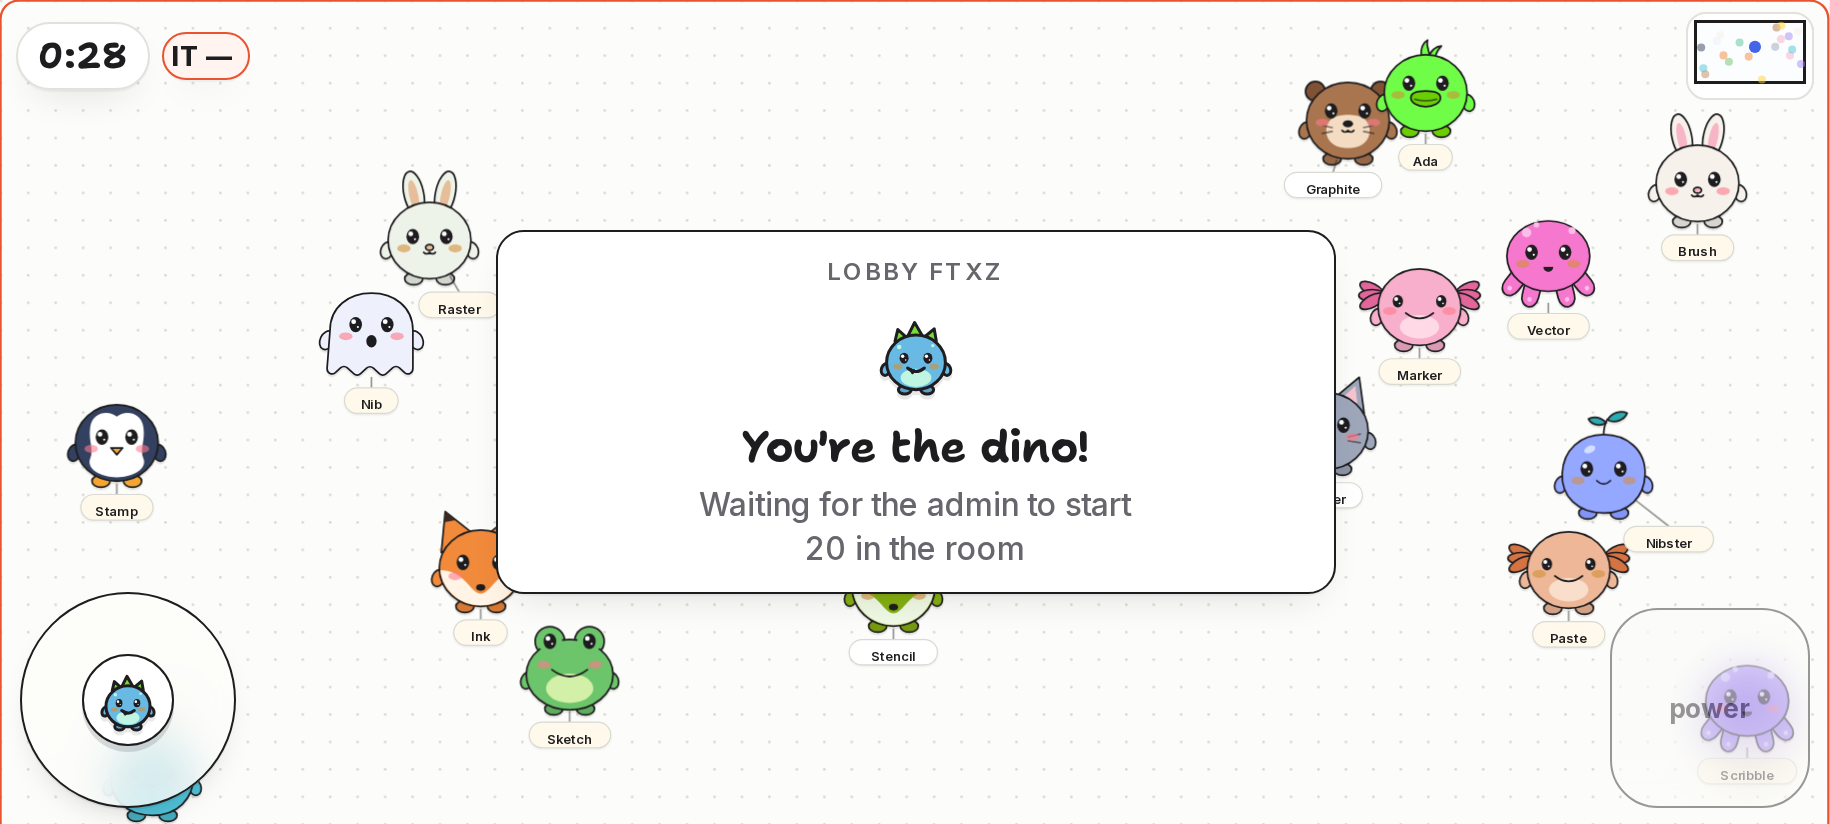 0:28
IT —
Ada
Graphite
Brush
Raster
LOBBY FTXZ
Vector
Marker
Nib
You're the dino!
Waiting for the admin to start
20 in the room
Stamp
er
Nibster
Ink
Paste
Stencil
Sketch
power
Scribble